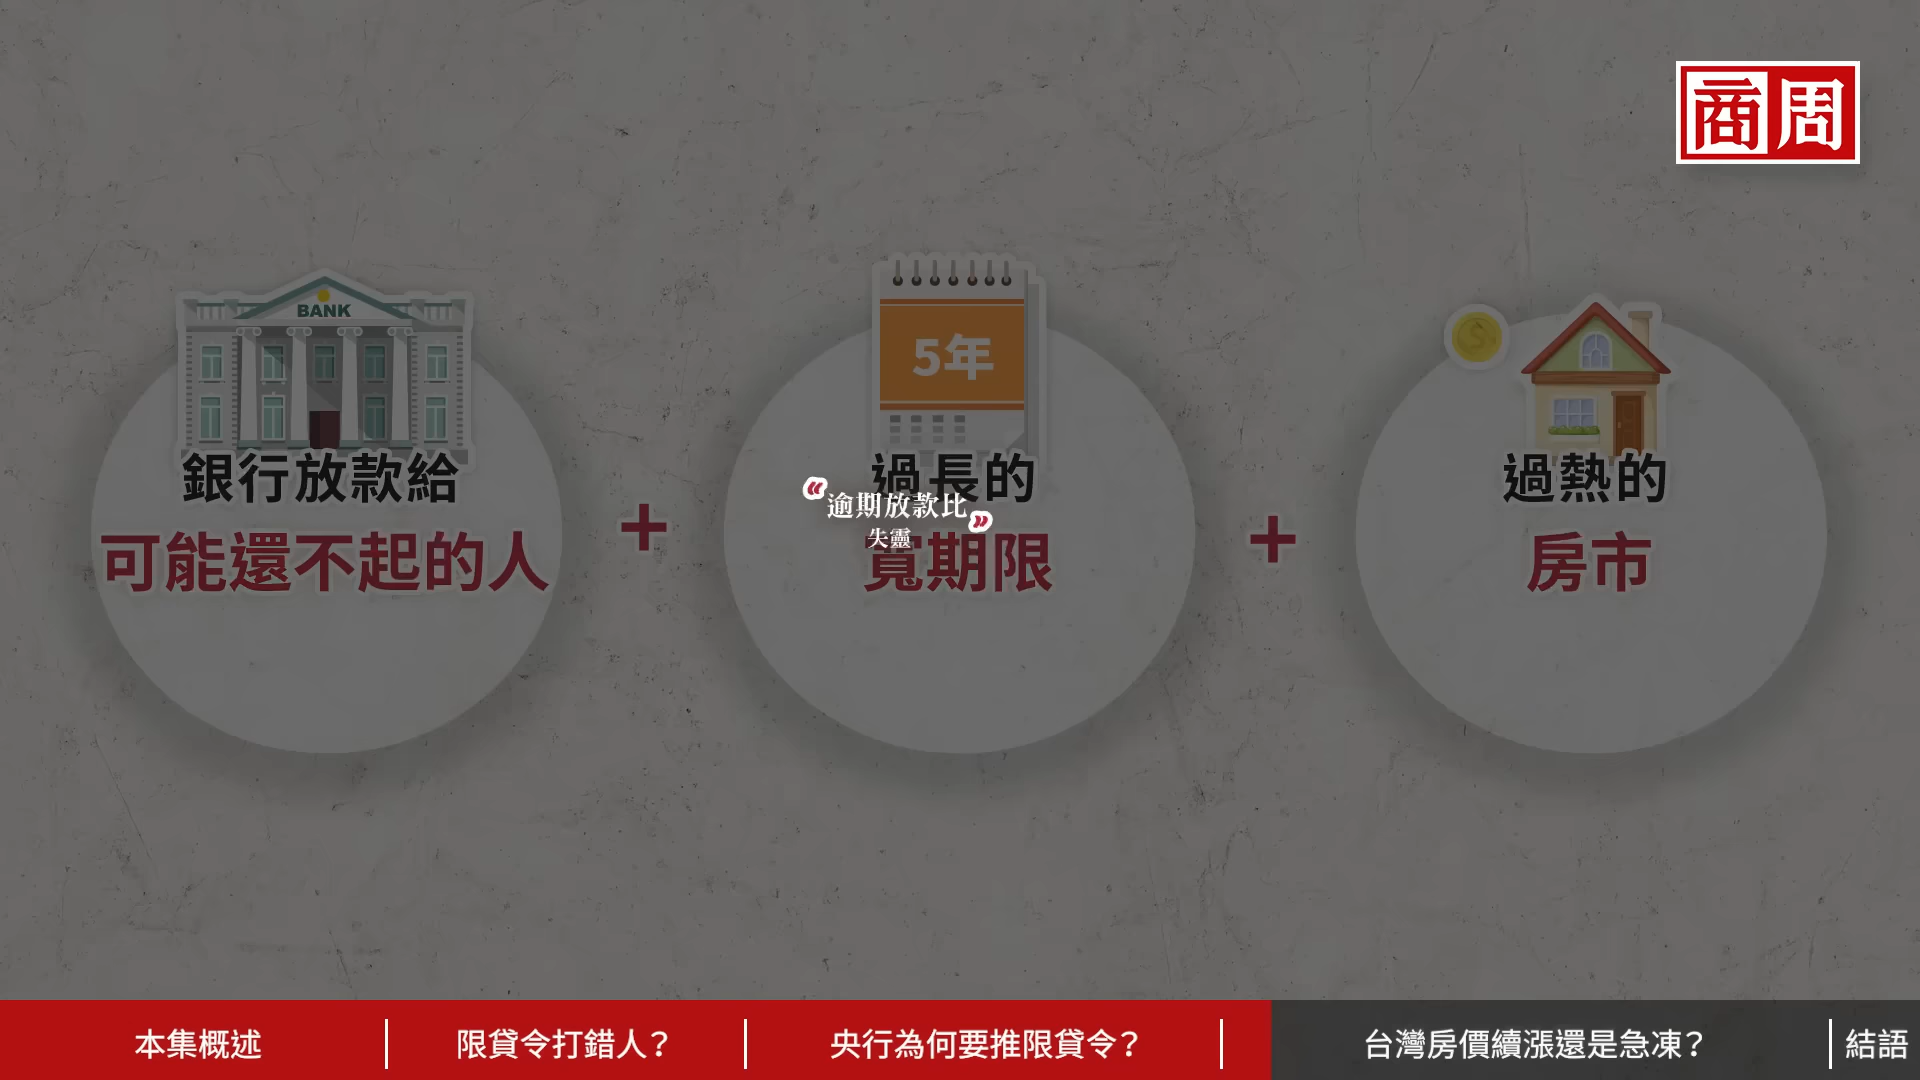 商周
BANK
5年
銀行放款給
可能還不起的人
+
過長的
寬期限
逾期放款比
失靈
+
過熱的
房市
本集概述
限貸令打錯人？
央行為何要推限貸令？
台灣房價續漲還是急凍？
結語